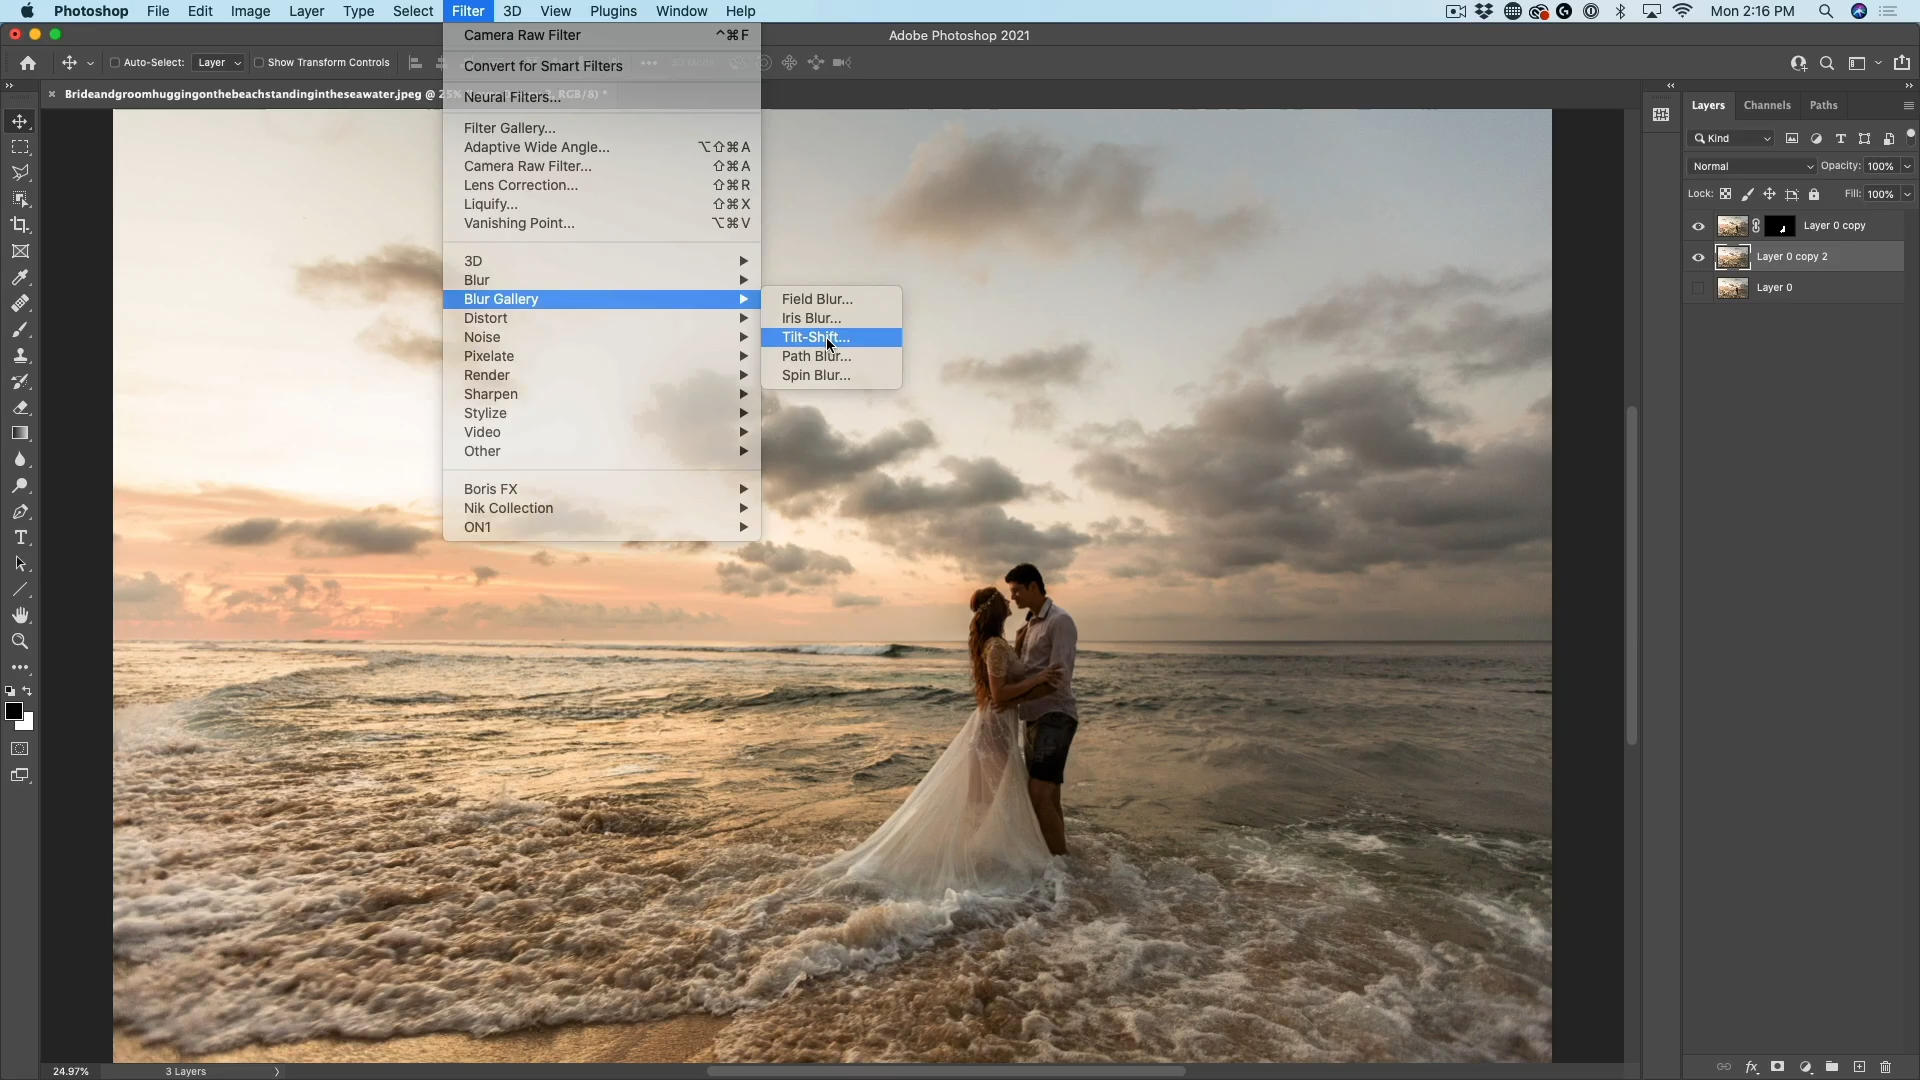 Photoshop File Edit Image Layer Type Select Filter 3D View Plugins Window Help Mon 2:16 PM
Adobe Photoshop 2021
Auto-Select: Layer Show Transform Controls
Brideandgroomhuggingonthebeachstandingintheseawater.jpeg @ 25% RGB/8) *
Camera Raw Filter ⌃⌘F
Convert for Smart Filters
Neural Filters...
Filter Gallery...
Adaptive Wide Angle... ⌥⇧⌘A
Camera Raw Filter... ⇧⌘A
Lens Correction... ⇧⌘R
Liquify... ⇧⌘X
Vanishing Point... ⌥⌘V
3D
Blur
Blur Gallery
Distort
Noise
Pixelate
Render
Sharpen
Stylize
Video
Other
Boris FX
Nik Collection
ON1
Field Blur...
Iris Blur...
Tilt-Shift...
Path Blur...
Spin Blur...
Layers Channels Paths
Kind
Normal Opacity: 100%
Lock: Fill: 100%
Layer 0 copy
Layer 0 copy 2
Layer 0
24.97% 3 Layers